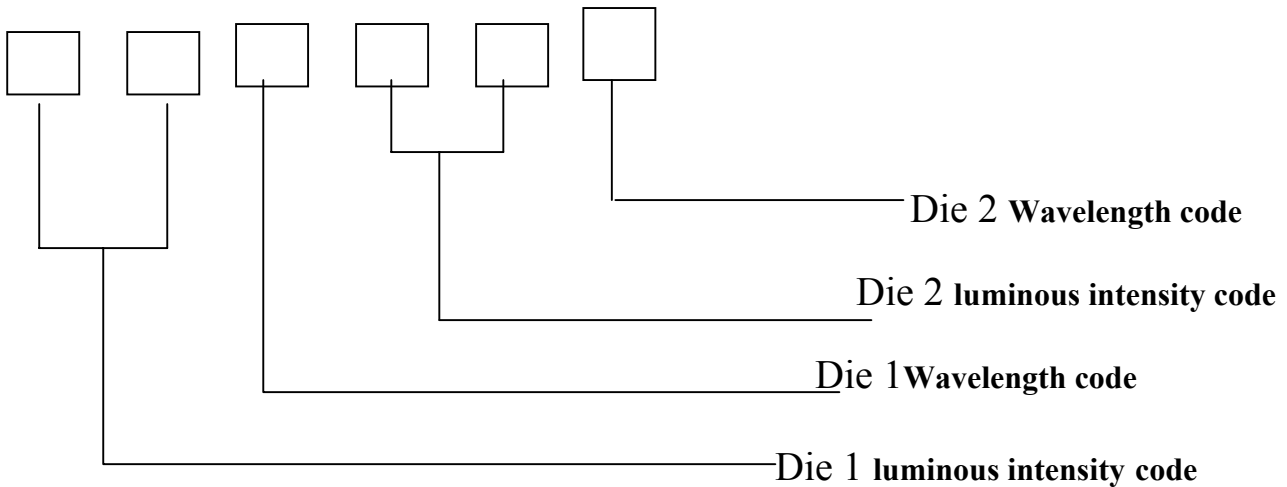 Die 2 Wavelength code
Die 2 luminous intensity code
Die 1Wavelength code
Die 1 luminous intensity code